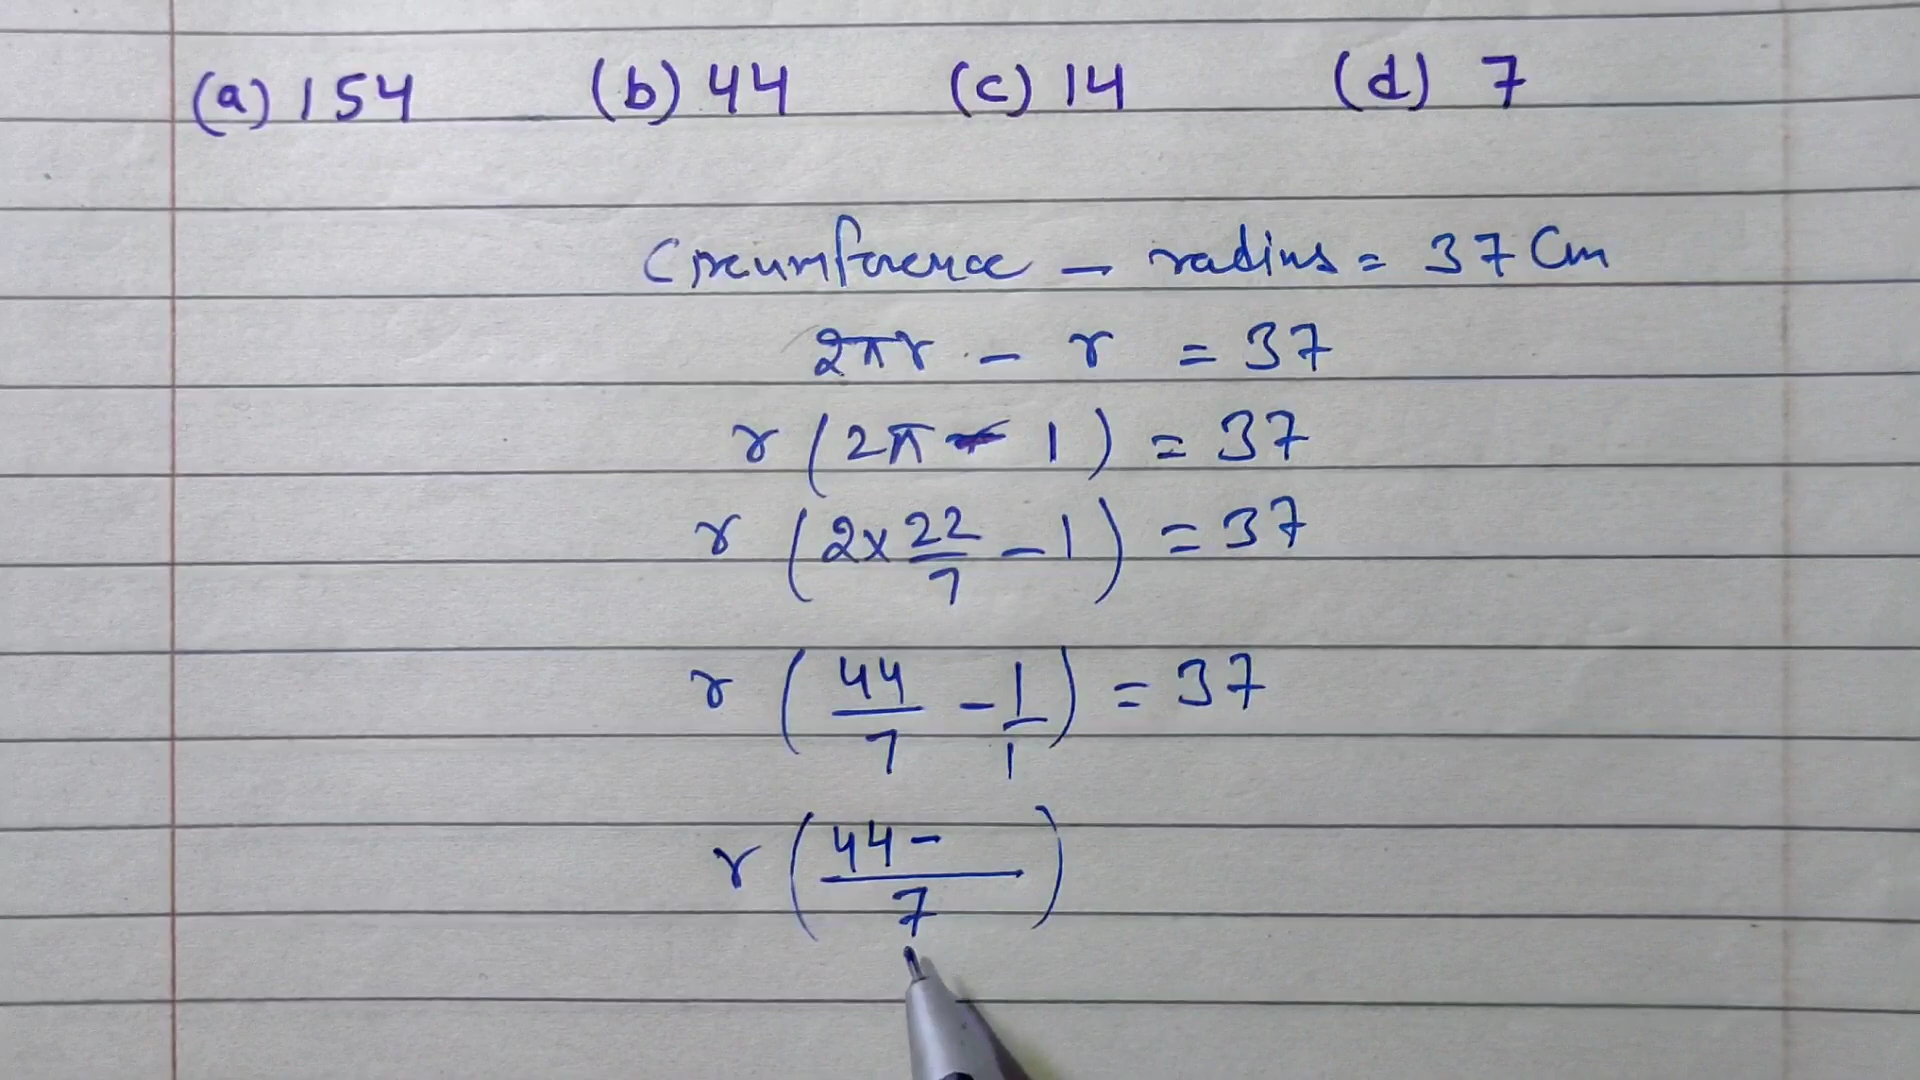 (a) 154 (b) 44 (c) 14 (d) 7
Circumference - radius = 37 Cm
2πr - r = 37
r (2π - 1) = 37
r (2 × 22/7 - 1) = 37
r (44/7 - 1/1) = 37
r (44 - /7)